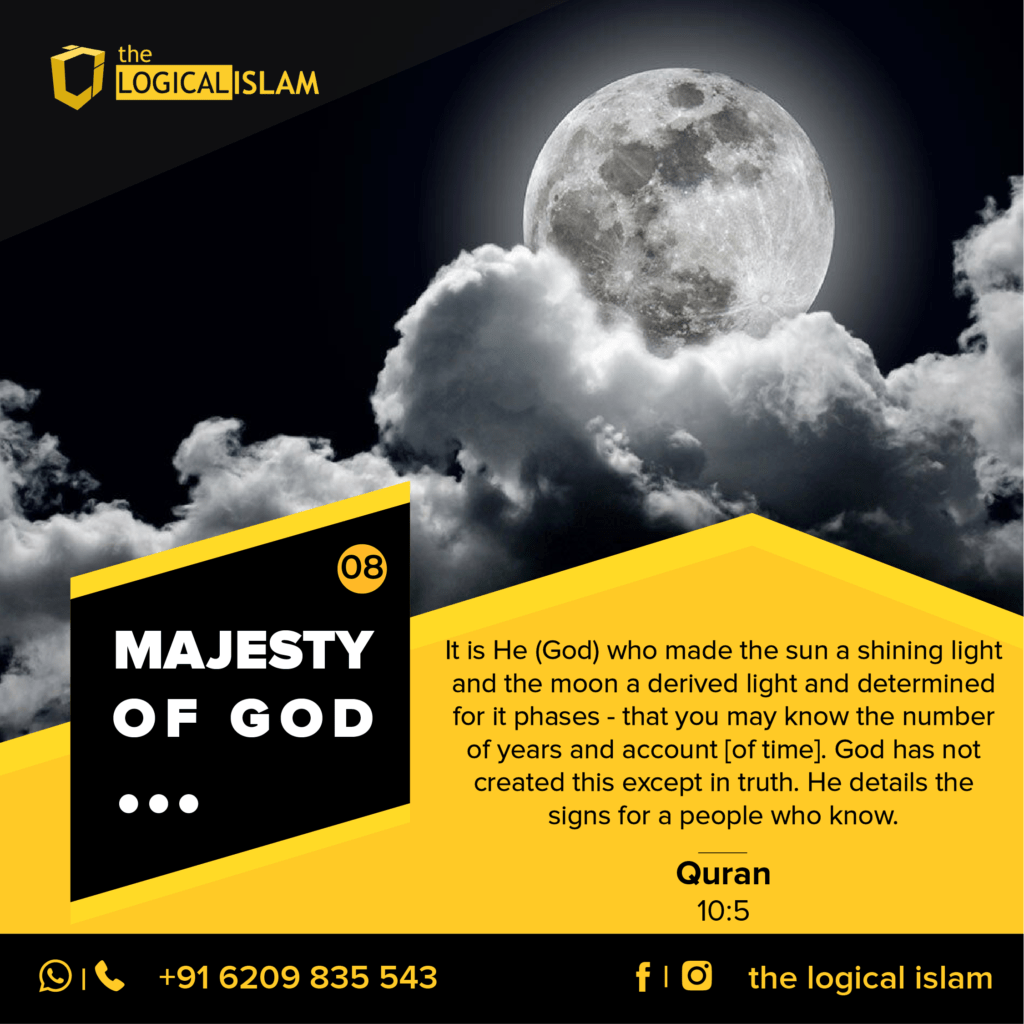 the
LOGICALISLAM
08
MAJESTY
OF GOD
It is He (God) who made the sun a shining light
and the moon a derived light and determined
for it phases - that you may know the number
of years and account [of time]. God has not
created this except in truth. He details the
signs for a people who know.
Quran
10:5
+91 6209 835 543
the logical islam